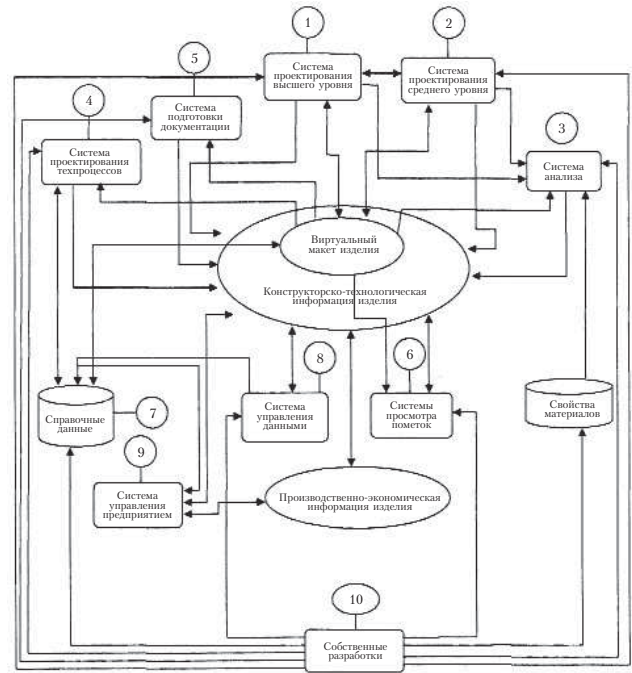 1
2
Система
проектирования
высшего уровня
Система
проектирования
среднего уровня
5
Система
подготовки
документации
4
Система
проектирования
техпроцессов
3
Система
анализа
Виртуальный
макет изделия
Конструкторско-технологическая
информация изделия
8
6
Справочные
данные
7
Система
управления
данными
Системы
просмотра
пометок
Свойства
материалов
9
Система
управления
предприятием
Производственно-экономическая
информация изделия
10
Собственные
разработки